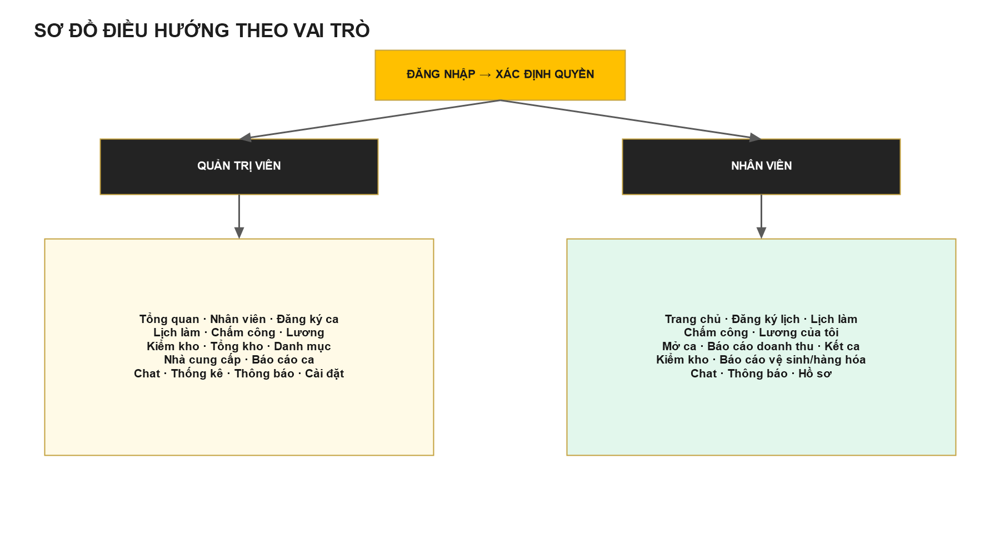 SƠ ĐỒ ĐIỀU HƯỚNG THEO VAI TRÒ
ĐĂNG NHẬP → XÁC ĐỊNH QUYỀN
QUẢN TRỊ VIÊN
NHÂN VIÊN
Tổng quan · Nhân viên · Đăng ký ca
Lịch làm · Chấm công · Lương
Kiểm kho · Tổng kho · Danh mục
Nhà cung cấp · Báo cáo ca
Chat · Thống kê · Thông báo · Cài đặt
Trang chủ · Đăng ký lịch · Lịch làm
Chấm công · Lương của tôi
Mở ca · Báo cáo doanh thu · Kết ca
Kiểm kho · Báo cáo vệ sinh/hàng hóa
Chat · Thông báo · Hồ sơ